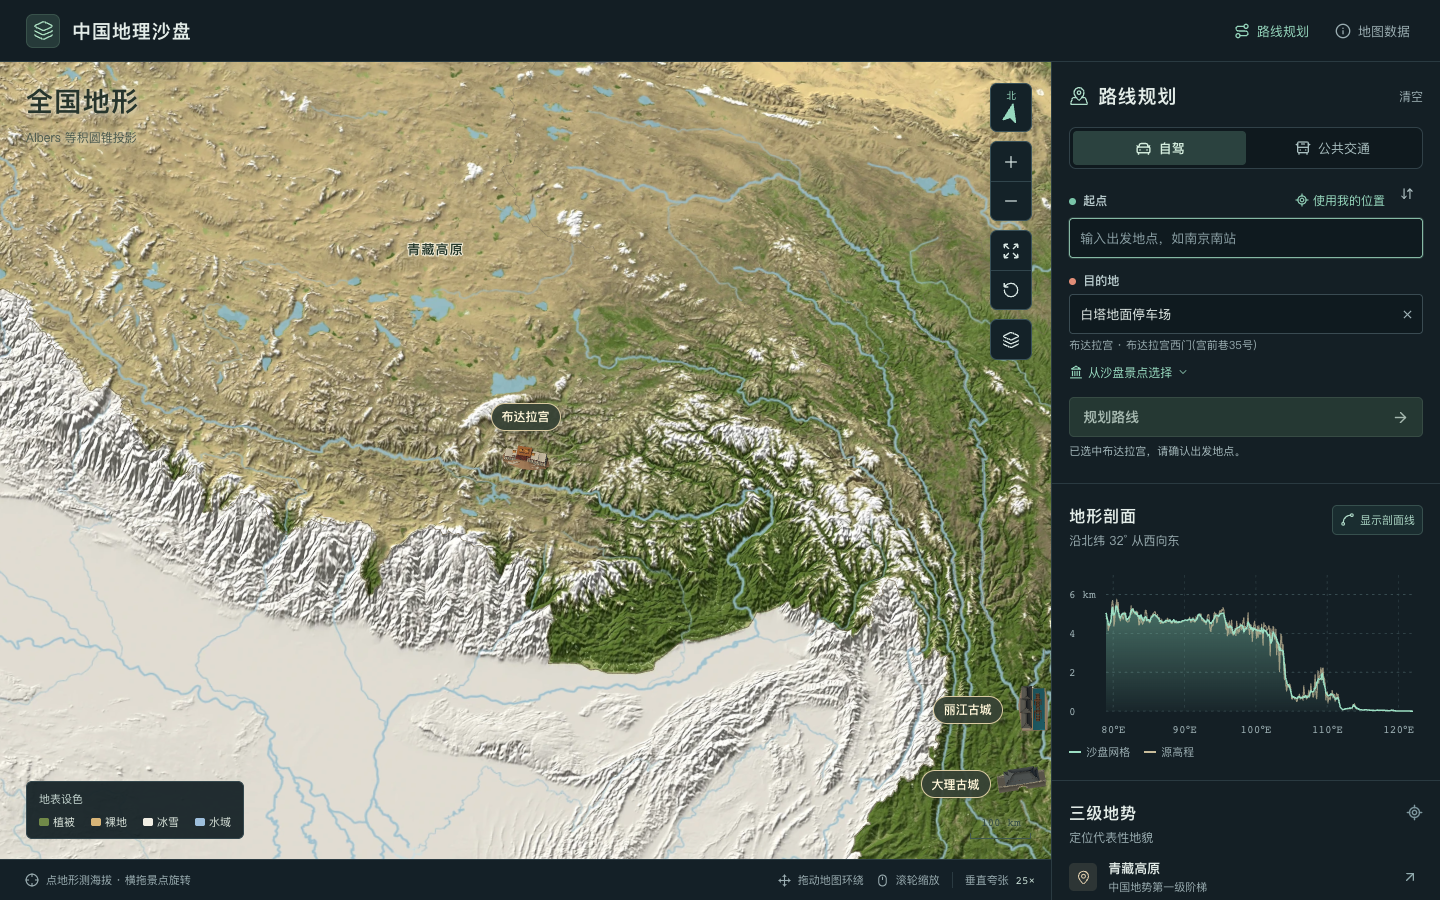 中国地理沙盘
路线规划
地图数据
全国地形
Albers 等积圆锥投影
北
青藏高原
布达拉宫
丽江古城
大理古城
地表设色
植被 裸地 冰雪 水域
点地形测海拔 · 横拖景点旋转
拖动地图环绕 滚轮缩放 垂直夸张 25×
路线规划
清空
自驾 公共交通
起点 使用我的位置
输入出发地点，如南京南站
目的地
白塔地面停车场
布达拉宫 · 布达拉宫西门(宫前巷35号)
从沙盘景点选择
规划路线
已选中布达拉宫，请确认出发地点。
地形剖面
显示剖面线
沿北纬 32° 从西向东
6 km
4
2
0
80°E 90°E 100°E 110°E 120°E
沙盘网格 源高程
三级地势
定位代表性地貌
青藏高原
中国地势第一级阶梯